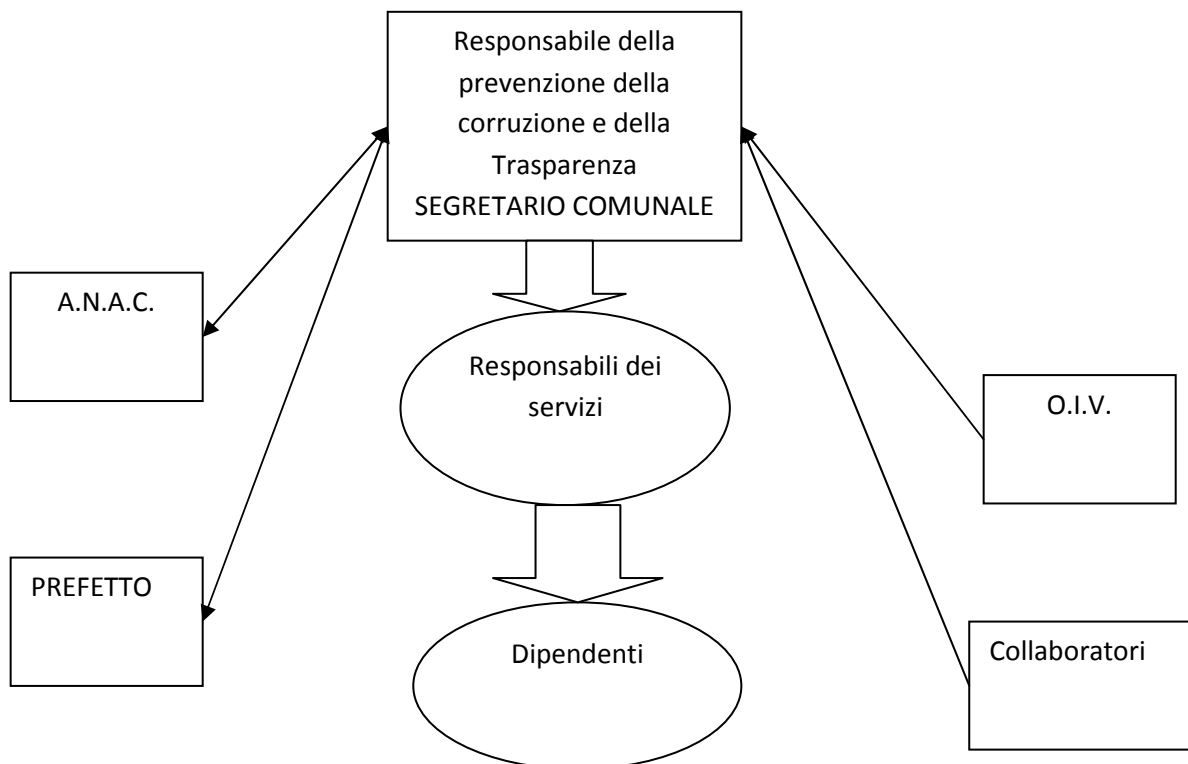 Responsabile della
prevenzione della
corruzione e della
Trasparenza
SEGRETARIO COMUNALE
A.N.A.C.
Responsabili dei
servizi
O.I.V.
PREFETTO
Dipendenti
Collaboratori